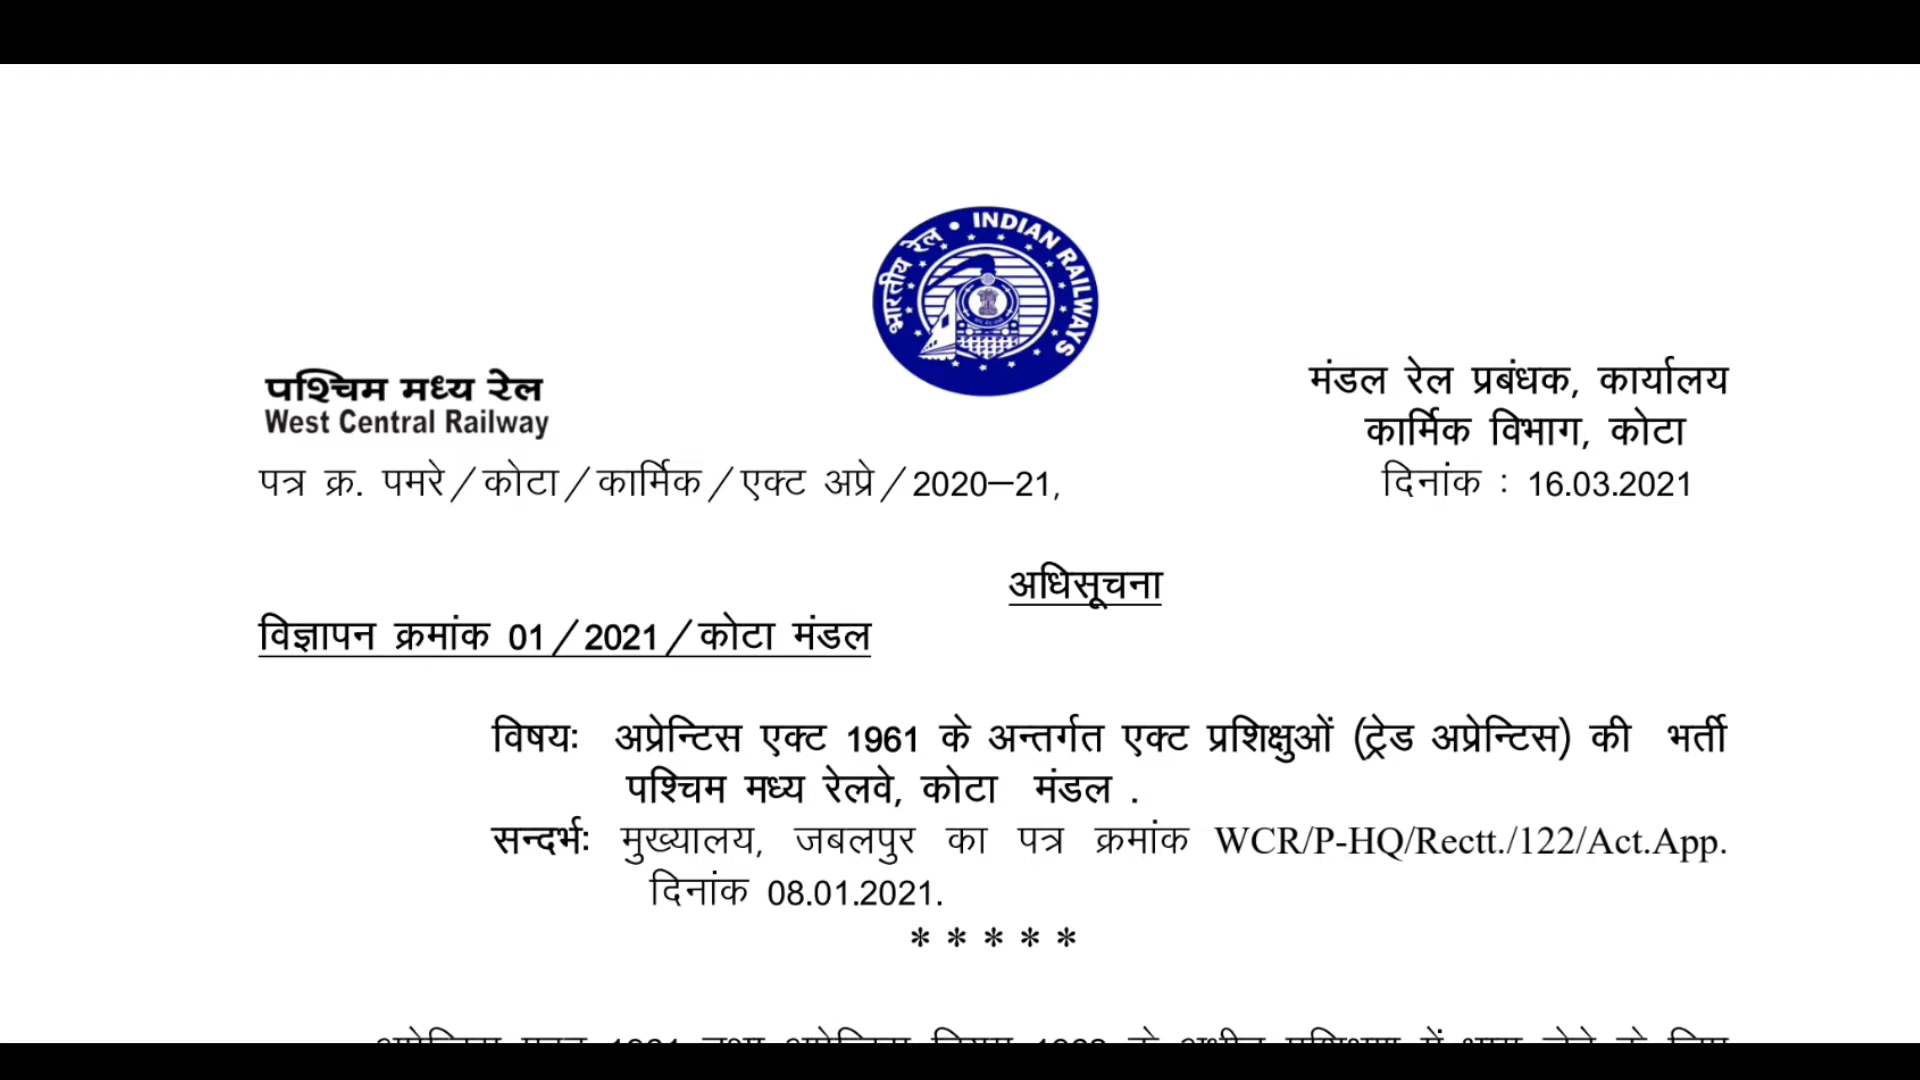 भारतीय रेल • INDIAN RAILWAYS
पश्चिम मध्य रेल
West Central Railway
मंडल रेल प्रबंधक, कार्यालय
कार्मिक विभाग, कोटा
पत्र क्र. पमरे/कोटा/कार्मिक/एक्ट अप्रे/2020–21,
दिनांक : 16.03.2021
अधिसूचना
विज्ञापन क्रमांक 01/2021/कोटा मंडल
विषयः अप्रेन्टिस एक्ट 1961 के अन्तर्गत एक्ट प्रशिक्षुओं (ट्रेड अप्रेन्टिस) की भर्ती
पश्चिम मध्य रेलवे, कोटा मंडल .
सन्दर्भः मुख्यालय, जबलपुर का पत्र क्रमांक WCR/P-HQ/Rectt./122/Act.App.
दिनांक 08.01.2021.
* * * * *